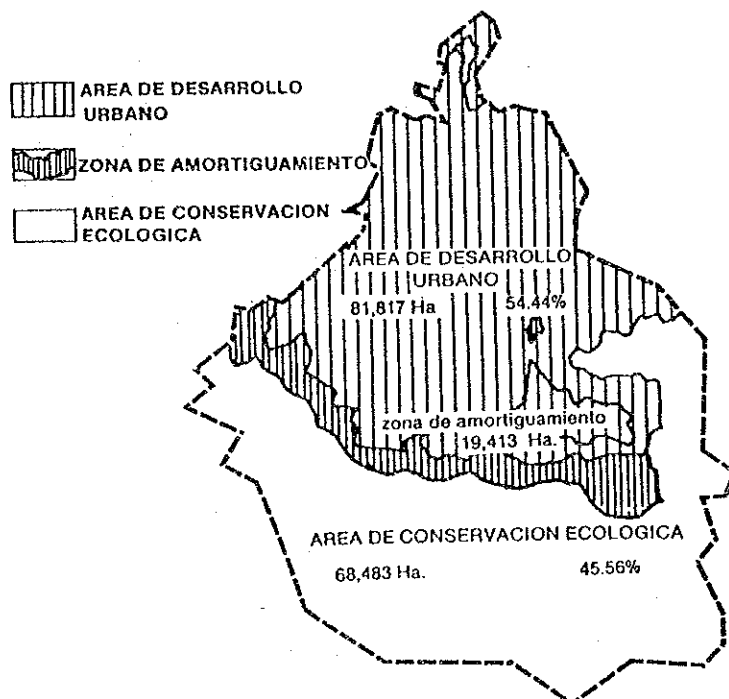 AREA DE DESARROLLO
URBANO
ZONA DE AMORTIGUAMIENTO
AREA DE CONSERVACION
ECOLOGICA
AREA DE DESARROLLO
URBANO
81,817 Ha 54.44%
zona de amortiguamiento
19,413 Ha.
AREA DE CONSERVACION ECOLOGICA
68,483 Ha. 45.56%